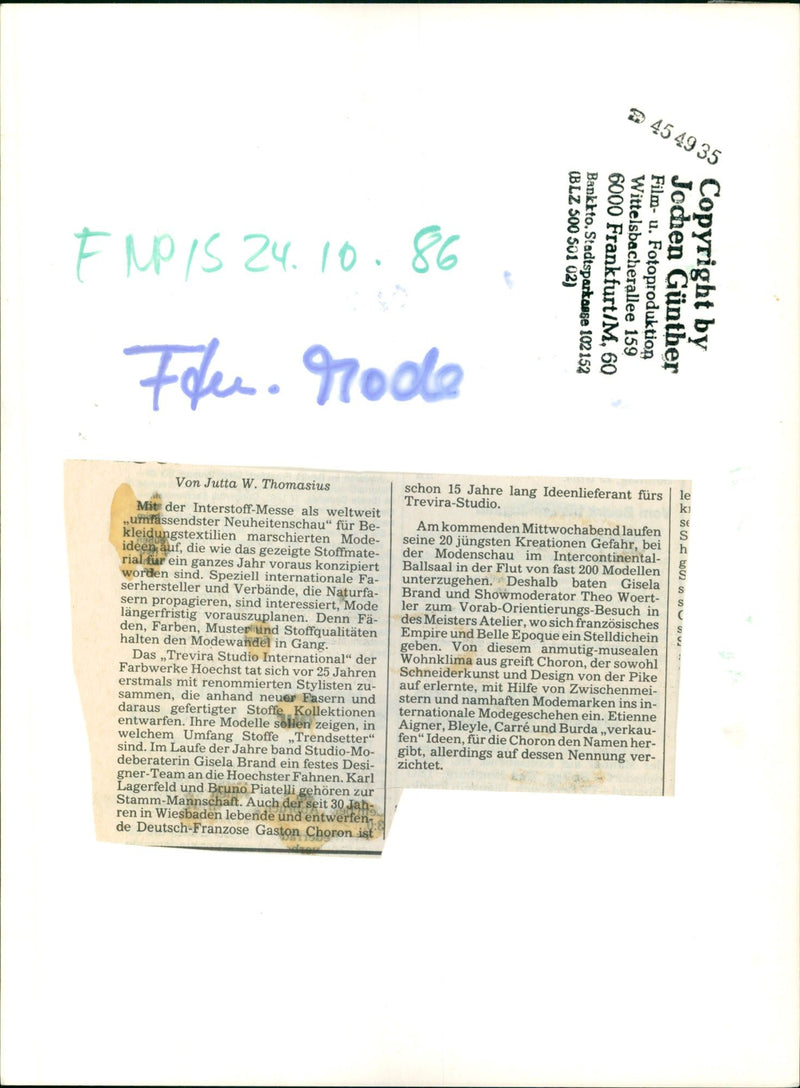 ☎ 454935
Copyright by
Jochen Günther
Film- u. Fotoproduktion
Wittelsbacherallee 159
6000 Frankfurt/M. 60
Bankkto. Stadtsparkasse 102152
(BLZ 500 501 02)
FNP/S 24.10.86
Mode
Von Jutta W. Thomasius
Mit der Interstoff-Messe als weltweit
„umfassendster Neuheitenschau“ für Be-
kleidungstextilien marschierten Mode-
ideen auf, die wie das gezeigte Stoffmate-
rial für ein ganzes Jahr voraus konzipiert
worden sind. Speziell internationale Fa-
serhersteller und Verbände, die Naturfa-
sern propagieren, sind interessiert, Mode
längerfristig vorauszuplanen. Denn Fä-
den, Farben, Muster und Stoffqualitäten
halten den Modewandel in Gang.
Das „Trevira Studio International“ der
Farbwerke Hoechst tat sich vor 25 Jahren
erstmals mit renommierten Stylisten zu-
sammen, die anhand neuer Fasern und
daraus gefertigter Stoffe Kollektionen
entwarfen. Ihre Modelle sollen zeigen, in
welchem Umfang Stoffe „Trendsetter“
sind. Im Laufe der Jahre band Studio-Mo-
deberaterin Gisela Brand ein festes Desi-
gner-Team an die Hoechster Fahnen. Karl
Lagerfeld und Bruno Piatelli gehören zur
Stamm-Mannschaft. Auch der seit 30 Jah-
ren in Wiesbaden lebende und entwerfen-
de Deutsch-Franzose Gaston Choron ist
schon 15 Jahre lang Ideenlieferant fürs
Trevira-Studio.
Am kommenden Mittwochabend laufen
seine 20 jüngsten Kreationen Gefahr, bei
der Modenschau im Intercontinental-
Ballsaal in der Flut von fast 200 Modellen
unterzugehen. Deshalb baten Gisela
Brand und Showmoderator Theo Woert-
ler zum Vorab-Orientierungs-Besuch in
des Meisters Atelier, wo sich französisches
Empire und Belle Epoque ein Stelldichein
geben. Von diesem anmutig-musealen
Wohnklima aus greift Choron, der sowohl
Schneiderkunst und Design von der Pike
auf erlernte, mit Hilfe von Zwischenmei-
stern und namhaften Modemarken ins in-
ternationale Modegeschehen ein. Etienne
Aigner, Bleyle, Carré und Burda „verkau-
fen“ Ideen, für die Choron den Namen her-
gibt, allerdings auf dessen Nennung ver-
zichtet.